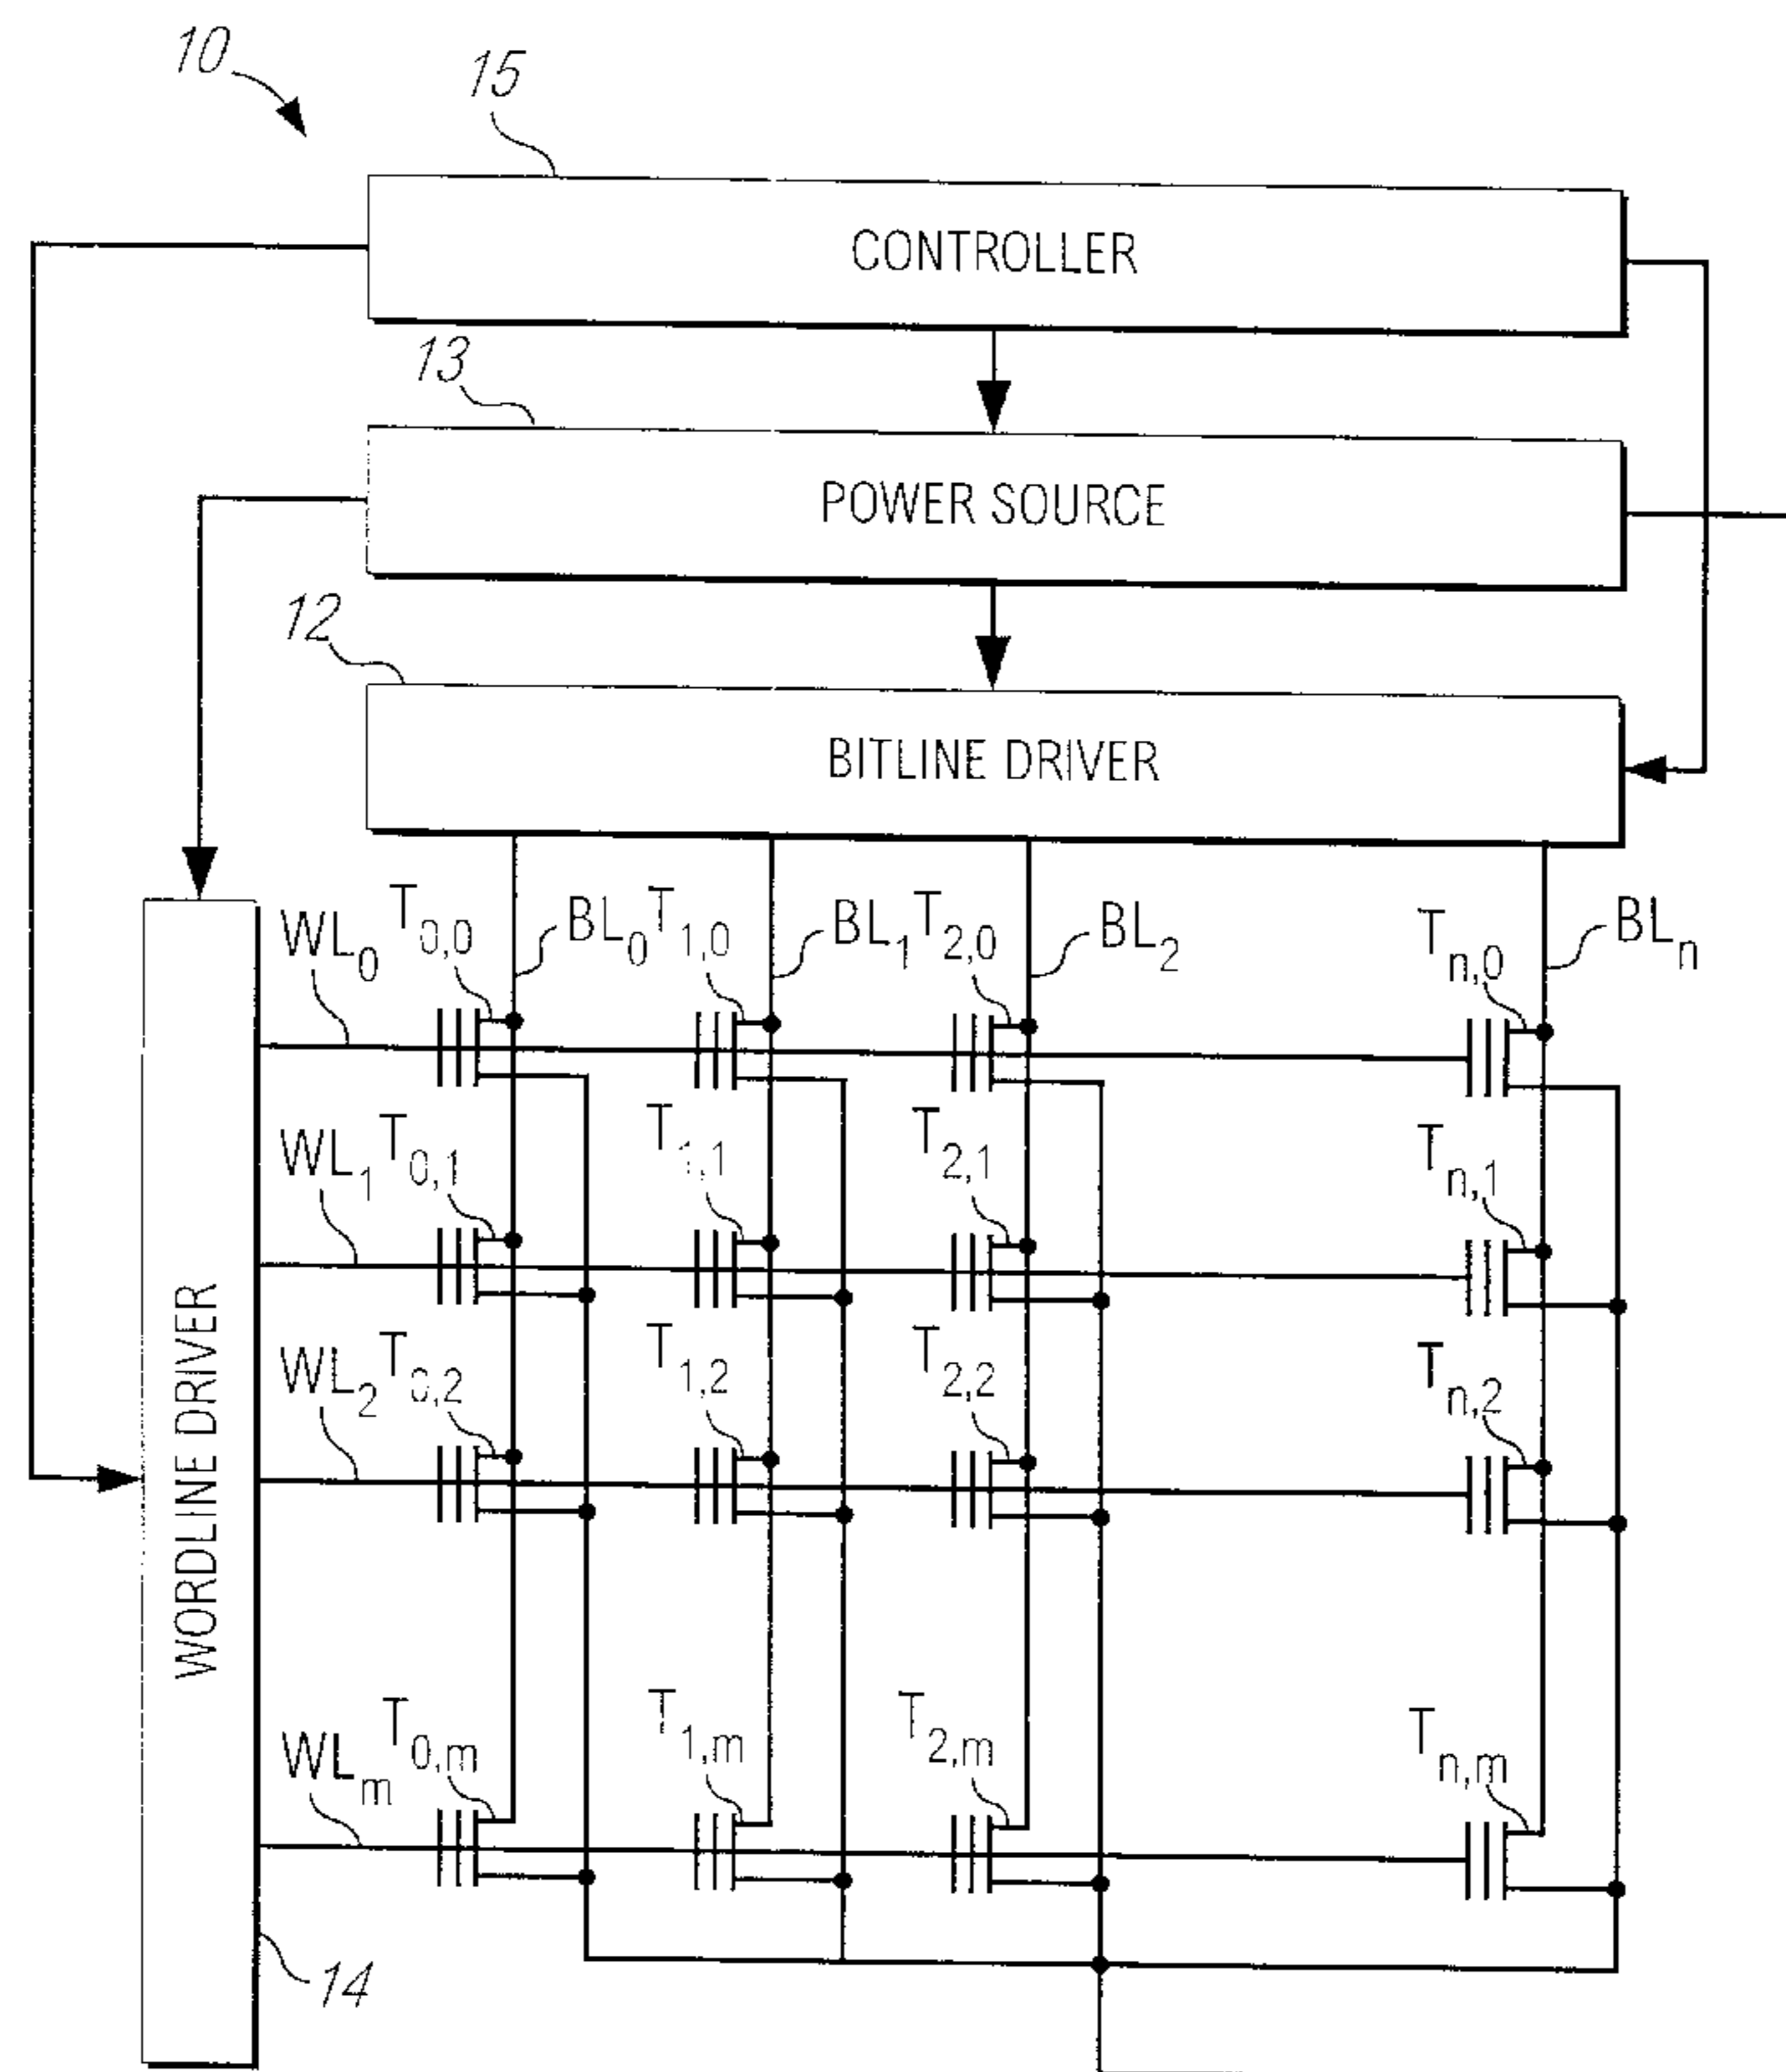 10
15
CONTROLLER
13
POWER SOURCE
12
BITLINE DRIVER
WL0 T0,0 BL0 T1,0 BL1 T2,0 BL2 Tn,0 BLn
WL1 T0,1 T1,1 T2,1 Tn,1
WL2 T0,2 T1,2 T2,2 Tn,2
WORDLINE DRIVER
WLm T0,m T1,m T2,m Tn,m
14